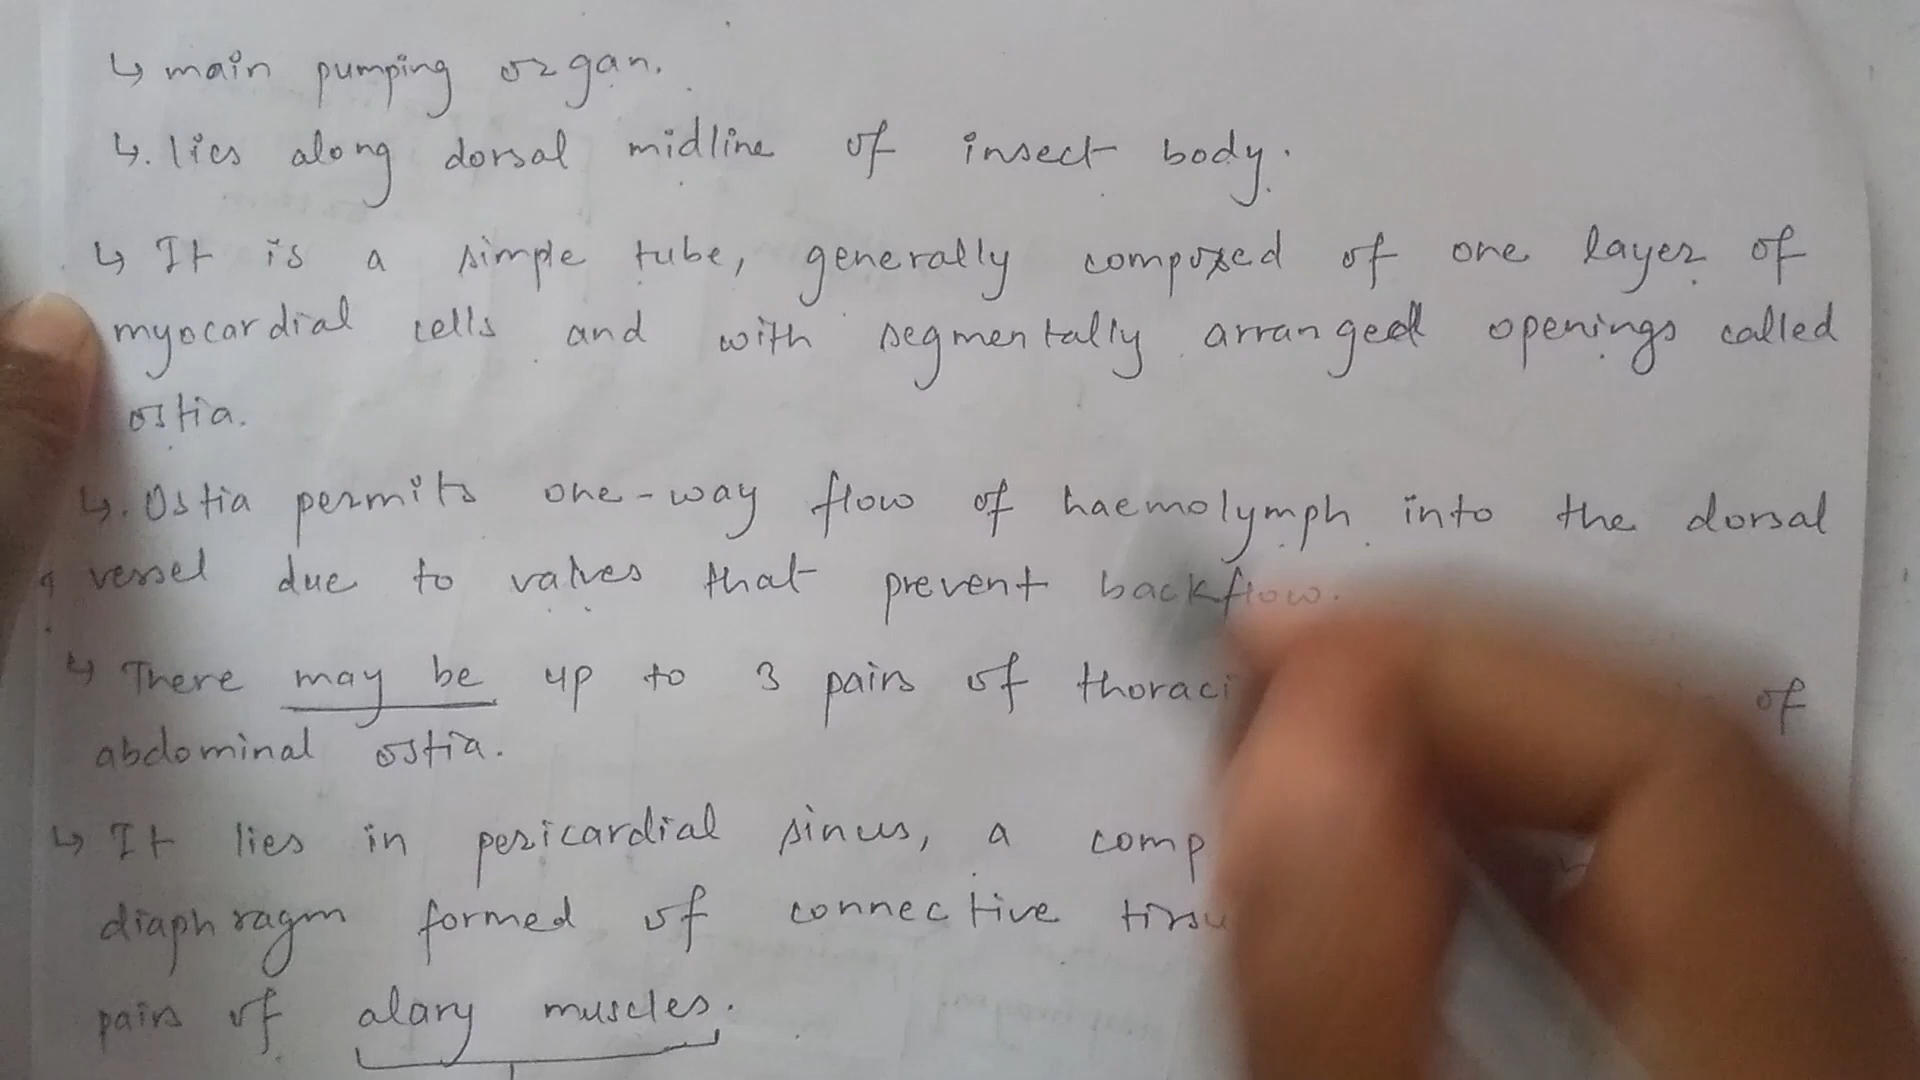 ↳ main pumping organ.
↳. lies along dorsal midline of insect body.
↳ It is a simple tube, generally composed of one layer of
myocardial cells and with segmentally arranged openings called
ostia.
↳. Ostia permits one-way flow of haemolymph into the dorsal
vessel due to valves that prevent backflow.
↳ There may be up to 3 pairs of of
abdominal ostia.
↳ It lies in pericardial sinus, a
diaphragm formed of connective
pairs of alary muscles.